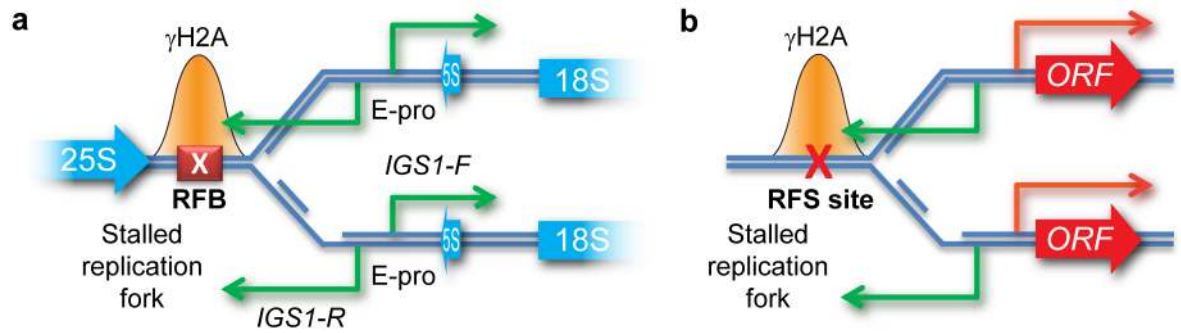 a
γH2A
5S
18S
E-pro
25S
X
IGS1-F
RFB
Stalled
replication
fork
5S
18S
E-pro
IGS1-R
b
γH2A
ORF
X
RFS site
Stalled
replication
fork
ORF